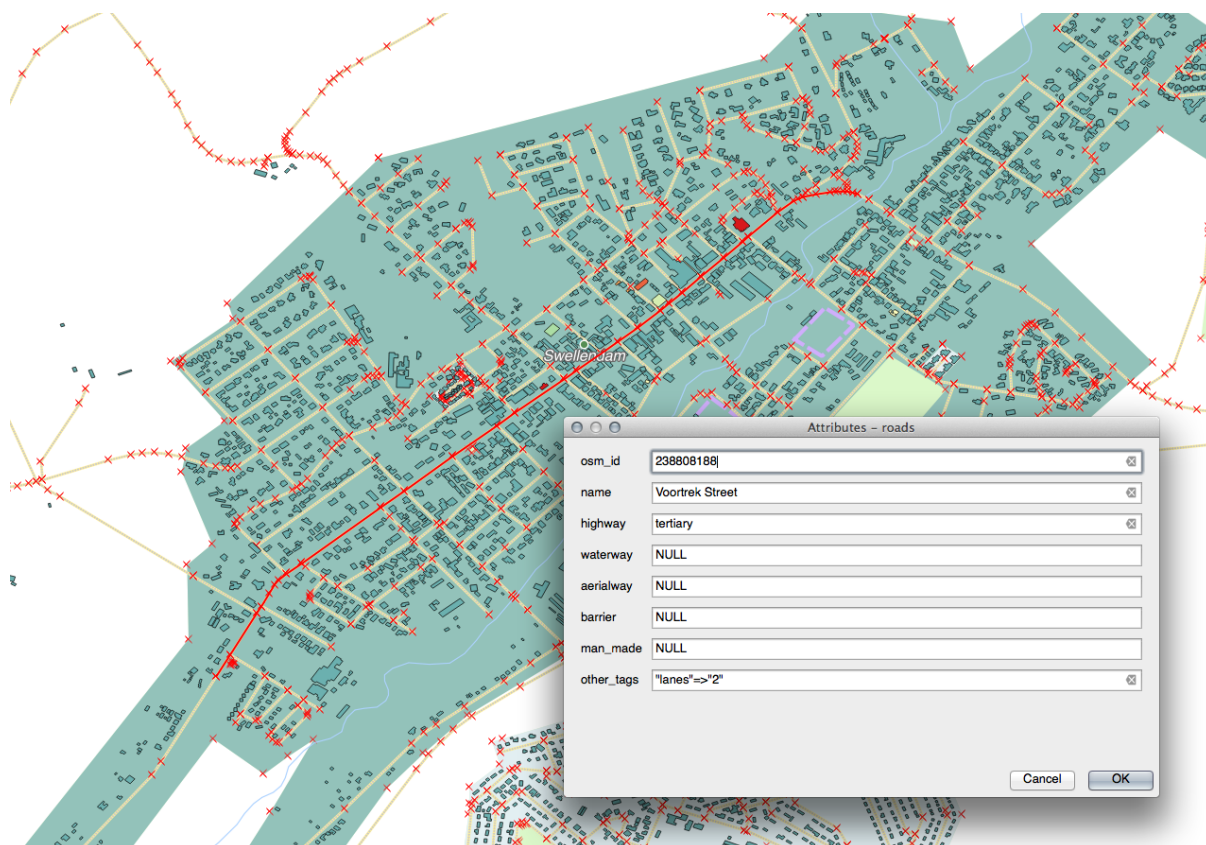 Swellendam
Attributes - roads
osm_id 238808188
name Voortrek Street
highway tertiary
waterway NULL
aerialway NULL
barrier NULL
man_made NULL
other_tags "lanes"=>"2"
Cancel OK